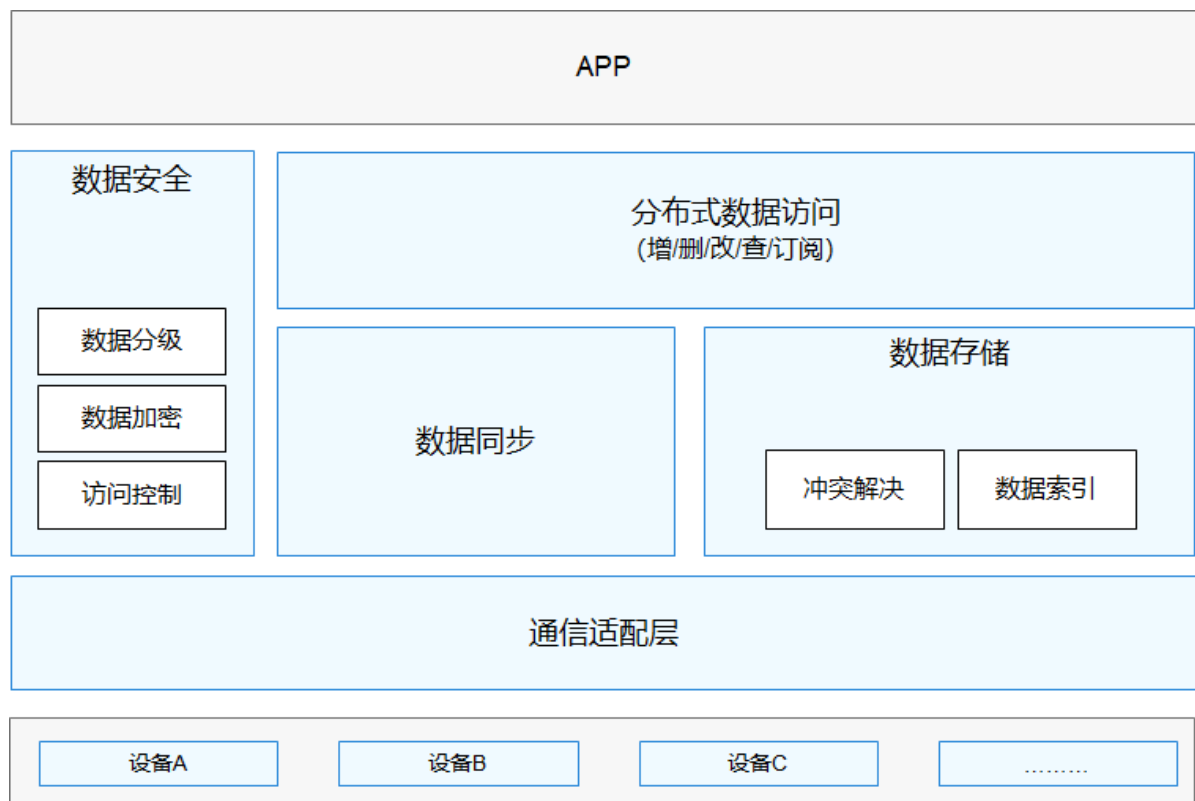 APP
数据安全
数据分级
数据加密
访问控制
分布式数据访问
(增/删/改/查/订阅)
数据同步
数据存储
冲突解决
数据索引
通信适配层
设备A
设备B
设备C
………